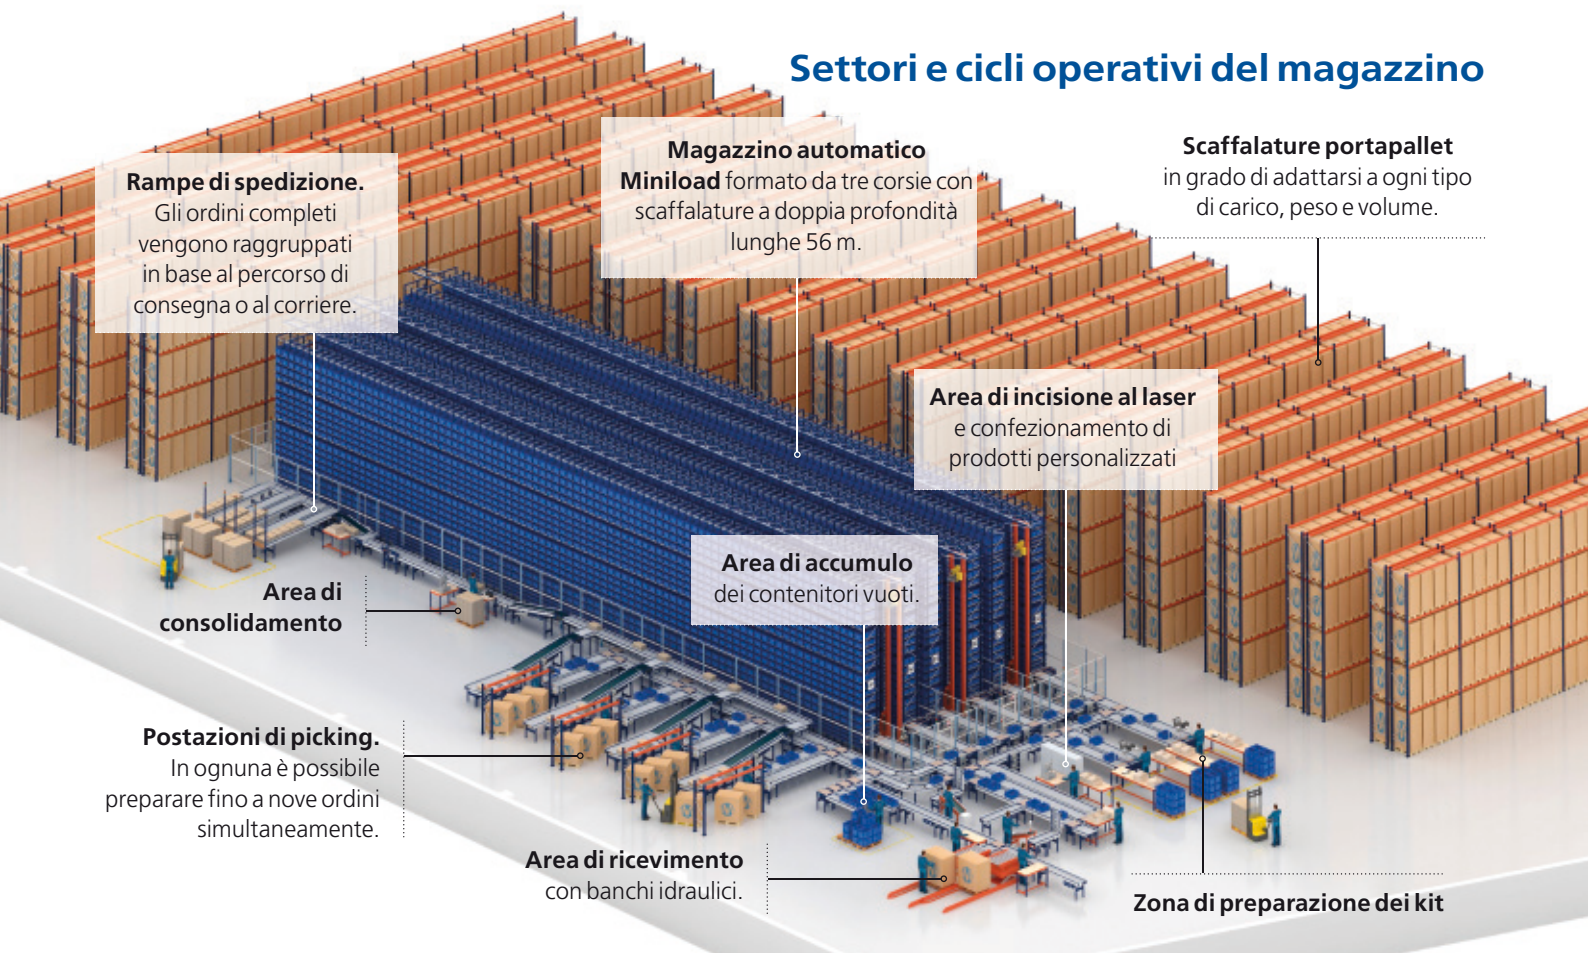 Settori e cicli operativi del magazzino
Rampe di spedizione.
Gli ordini completi
vengono raggruppati
in base al percorso di
consegna o al corriere.
Magazzino automatico
Miniload formato da tre corsie con
scaffalature a doppia profondità
lunghe 56 m.
Scaffalature portapallet
in grado di adattarsi a ogni tipo
di carico, peso e volume.
Area di incisione al laser
e confezionamento di
prodotti personalizzati
Area di accumulo
dei contenitori vuoti.
Area di
consolidamento
Postazioni di picking.
In ognuna è possibile
preparare fino a nove ordini
simultaneamente.
Area di ricevimento
con banchi idraulici.
Zona di preparazione dei kit